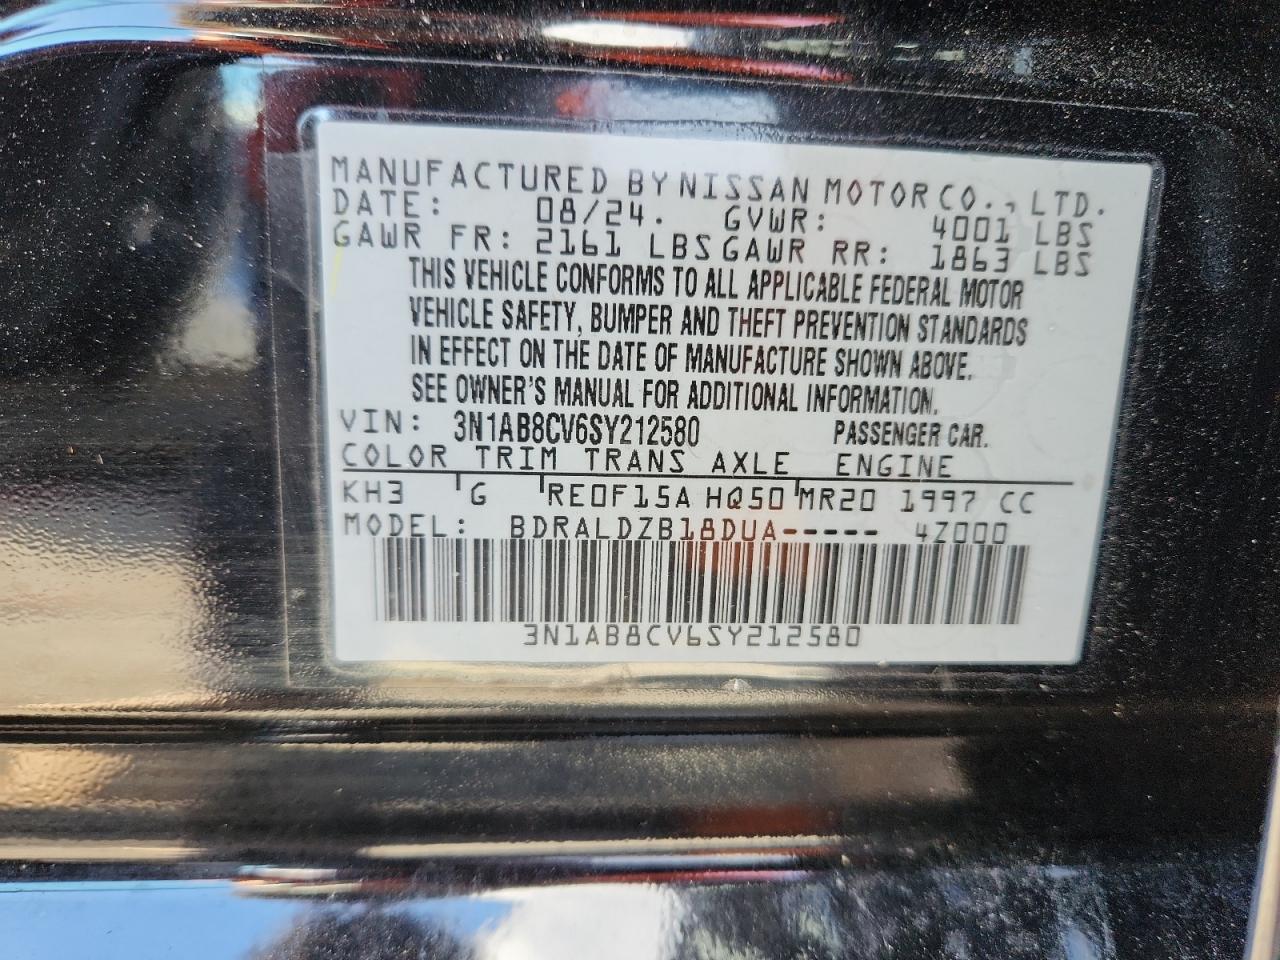 MANUFACTURED BY NISSAN MOTOR CO., LTD.
DATE: 08/24. GVWR: 4001 LBS
GAWR FR: 2161 LBS GAWR RR: 1863 LBS
THIS VEHICLE CONFORMS TO ALL APPLICABLE FEDERAL MOTOR
VEHICLE SAFETY, BUMPER AND THEFT PREVENTION STANDARDS
IN EFFECT ON THE DATE OF MANUFACTURE SHOWN ABOVE.
SEE OWNER'S MANUAL FOR ADDITIONAL INFORMATION.
VIN: 3N1AB8CV6SY212580 PASSENGER CAR.
COLOR TRIM TRANS AXLE ENGINE
KH3 G RE0F15A HQ50 MR20 1997 CC
MODEL: BDRALDZB18DUA----- 4Z000
3N1AB8CV6SY212580